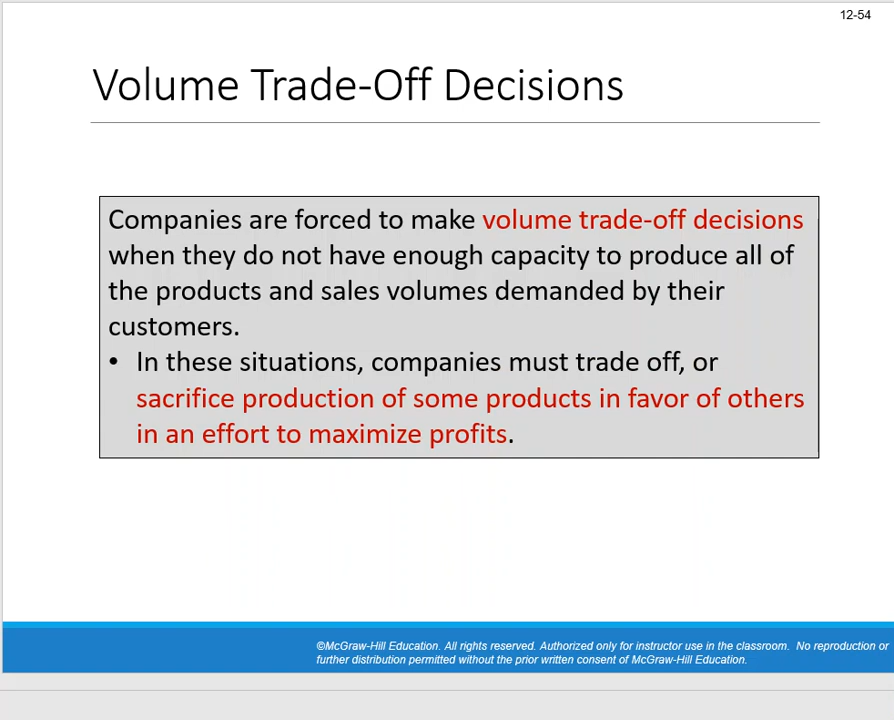 12-54
Volume Trade-Off Decisions
Companies are forced to make volume trade-off decisions
when they do not have enough capacity to produce all of
the products and sales volumes demanded by their
customers.
• In these situations, companies must trade off, or
sacrifice production of some products in favor of others
in an effort to maximize profits.
©McGraw-Hill Education. All rights reserved. Authorized only for instructor use in the classroom. No reproduction or
further distribution permitted without the prior written consent of McGraw-Hill Education.